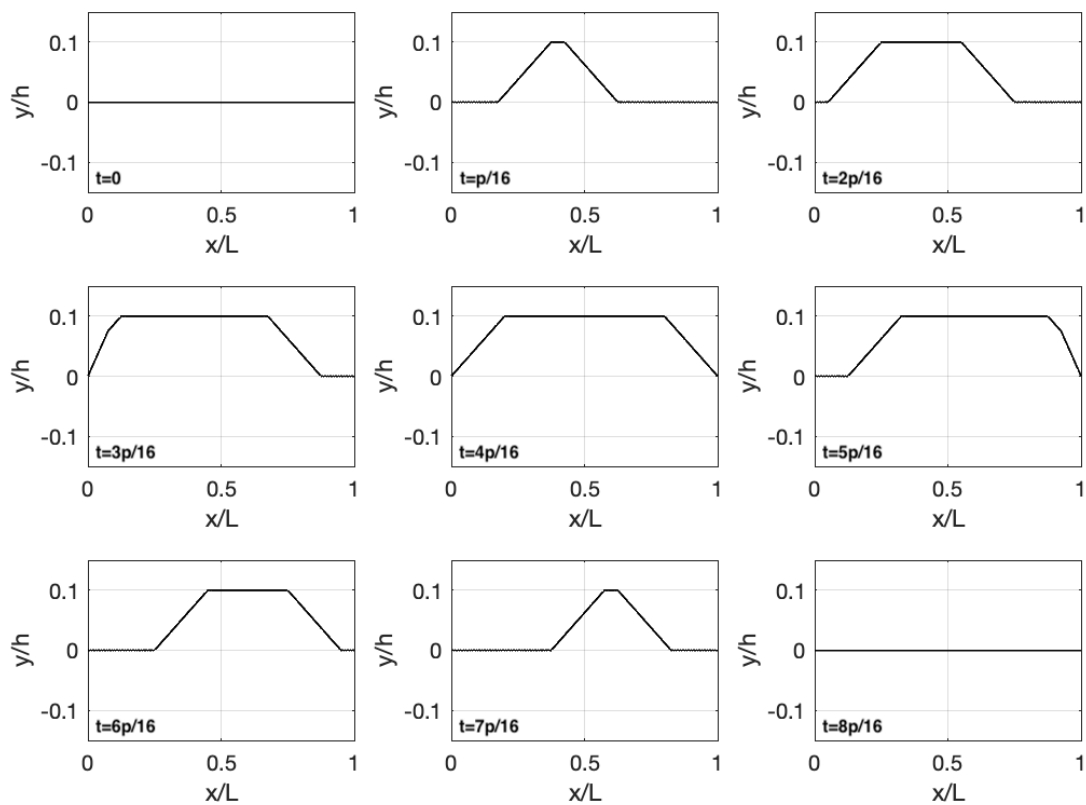 0.1
0
-0.1
y/h
t=0
0 0.5 1
x/L
0.1
0
-0.1
y/h
t=p/16
0 0.5 1
x/L
0.1
0
-0.1
y/h
t=2p/16
0 0.5 1
x/L
0.1
0
-0.1
y/h
t=3p/16
0 0.5 1
x/L
0.1
0
-0.1
y/h
t=4p/16
0 0.5 1
x/L
0.1
0
-0.1
y/h
t=5p/16
0 0.5 1
x/L
0.1
0
-0.1
y/h
t=6p/16
0 0.5 1
x/L
0.1
0
-0.1
y/h
t=7p/16
0 0.5 1
x/L
0.1
0
-0.1
y/h
t=8p/16
0 0.5 1
x/L